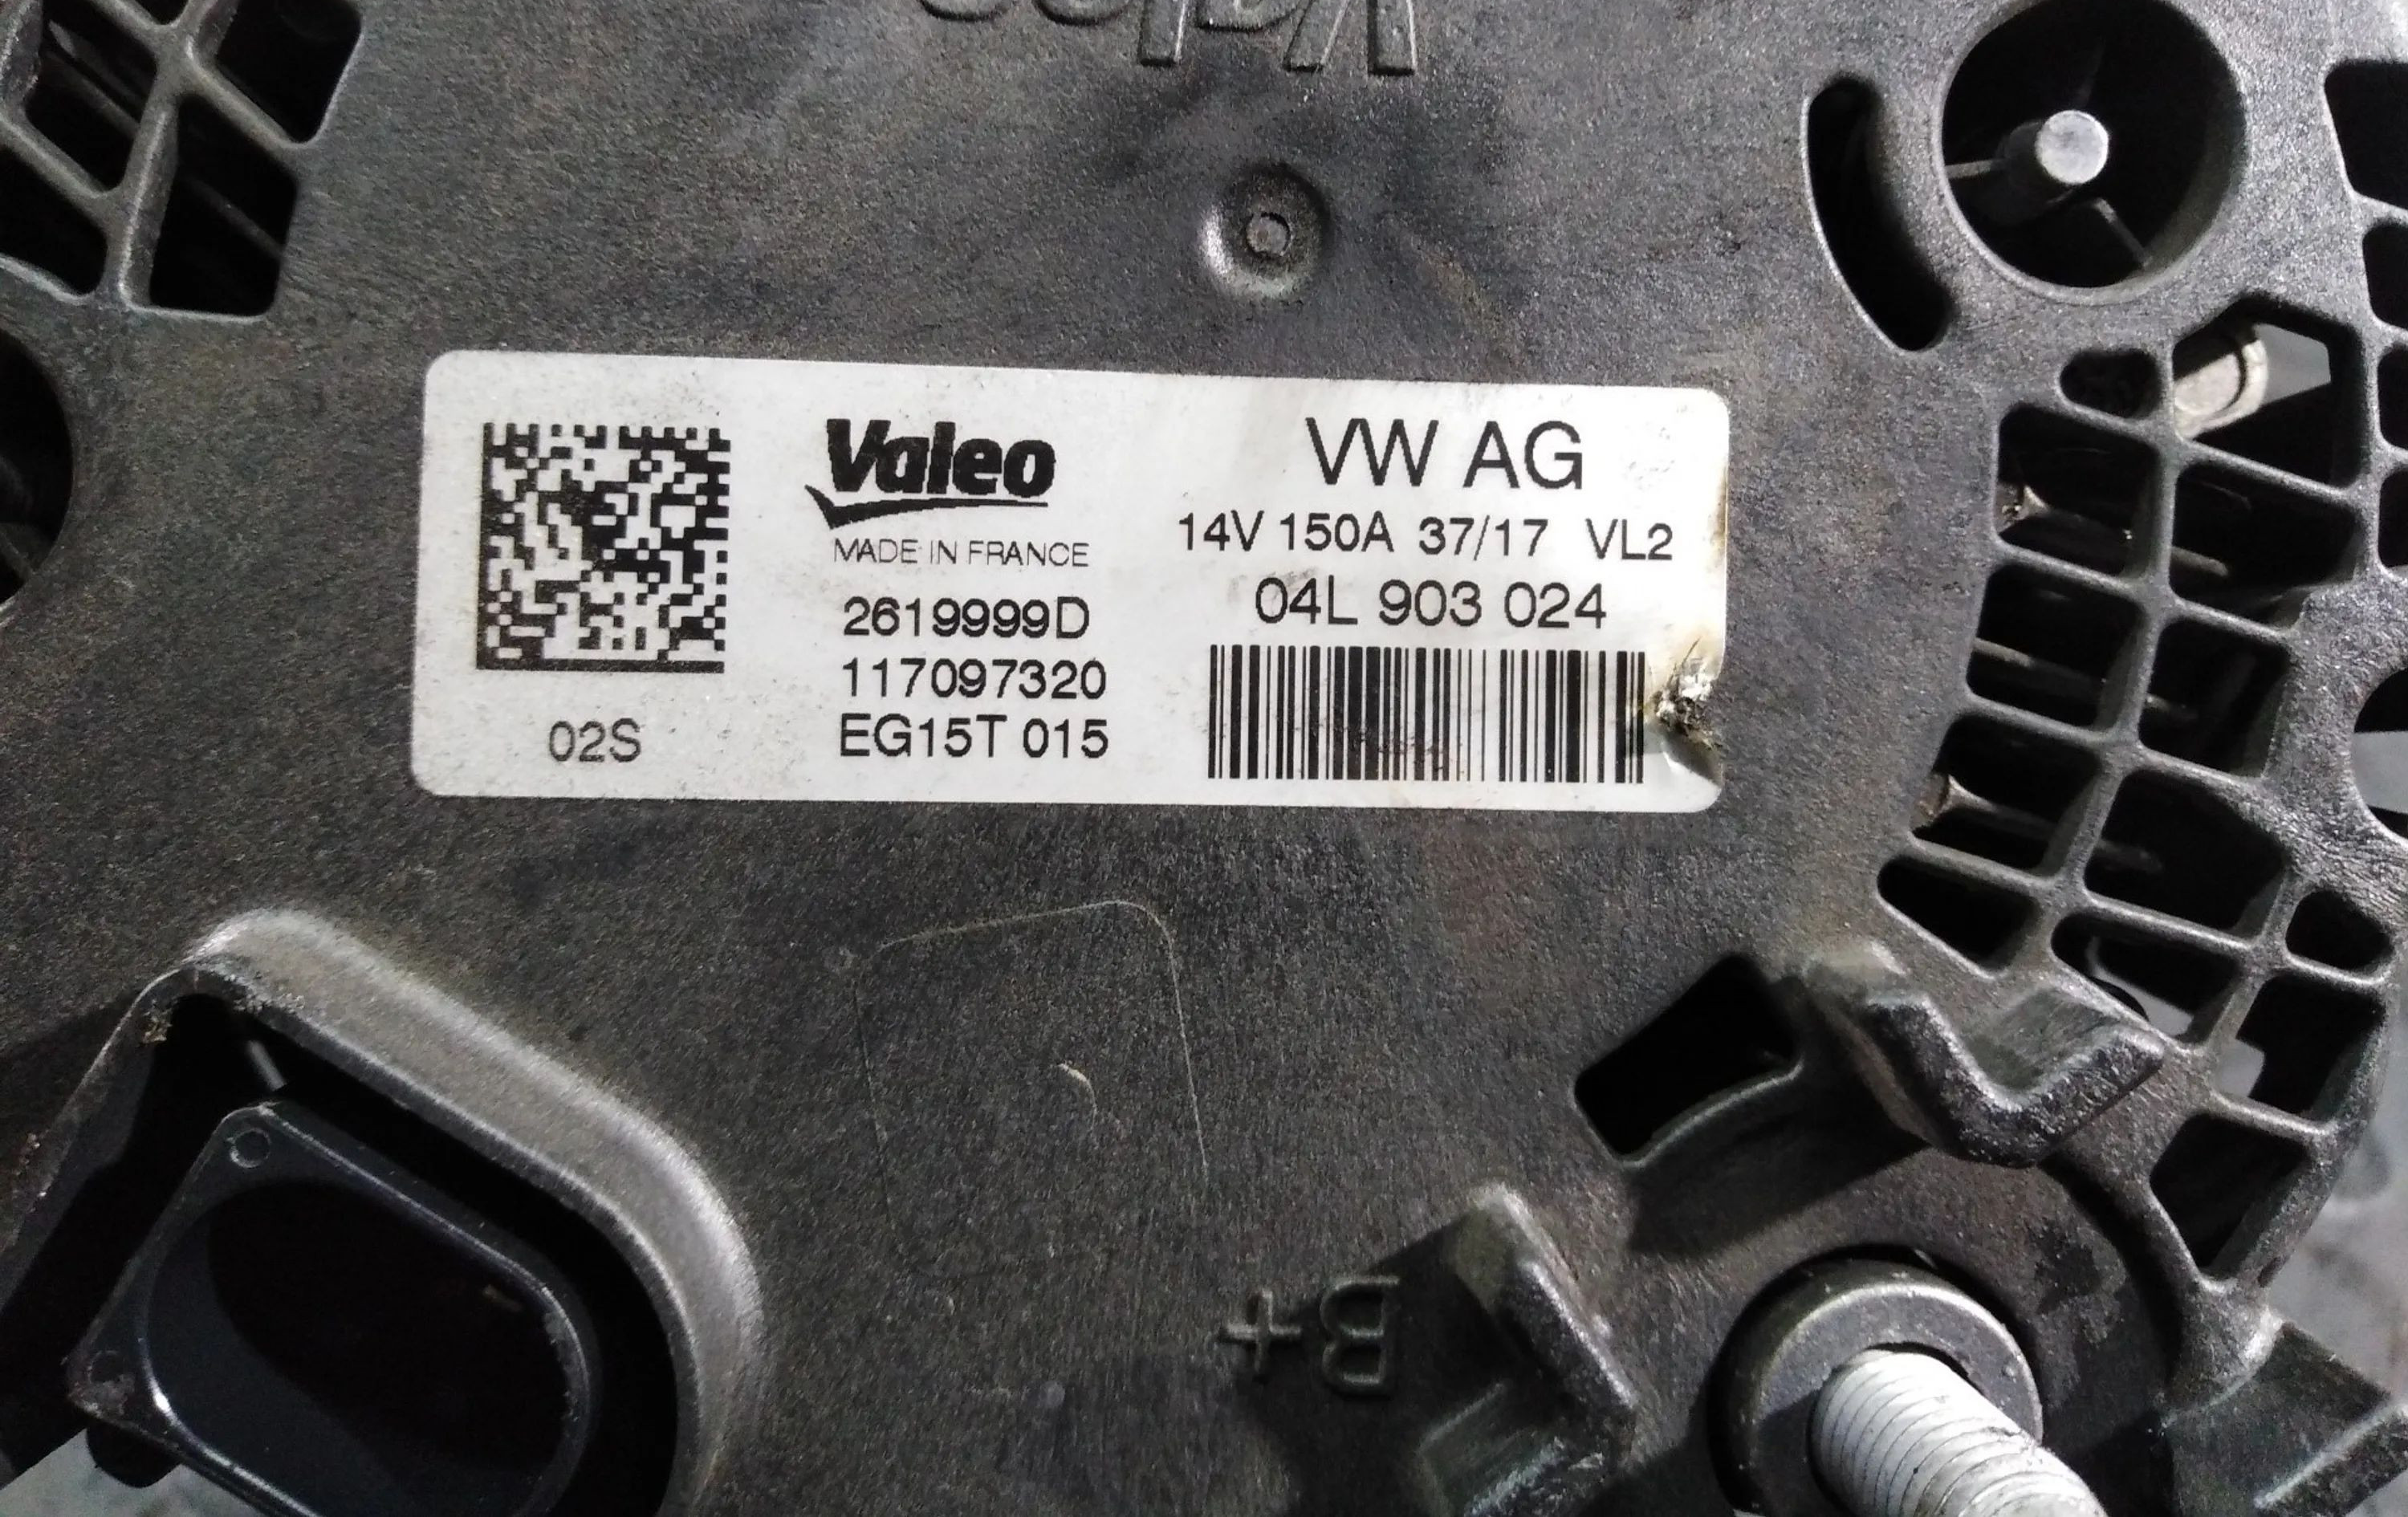 Valeo
Valeo
MADE IN FRANCE
2619999D
117097320
EG15T 015
02S
VW AG
14V 150A 37/17 VL2
04L 903 024
B+